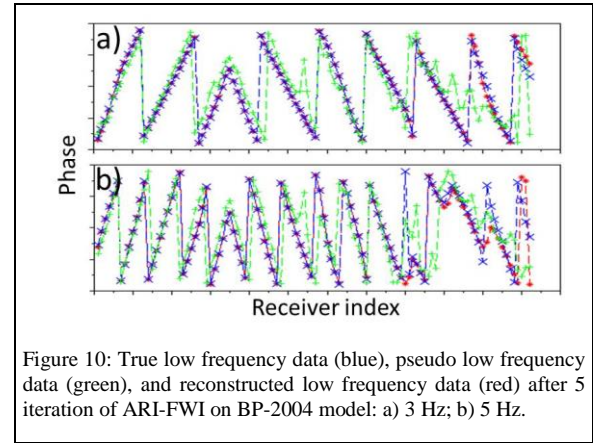 a)
b)
Phase
Receiver index
Figure 10: True low frequency data (blue), pseudo low frequency
data (green), and reconstructed low frequency data (red) after 5
iteration of ARI-FWI on BP-2004 model: a) 3 Hz; b) 5 Hz.